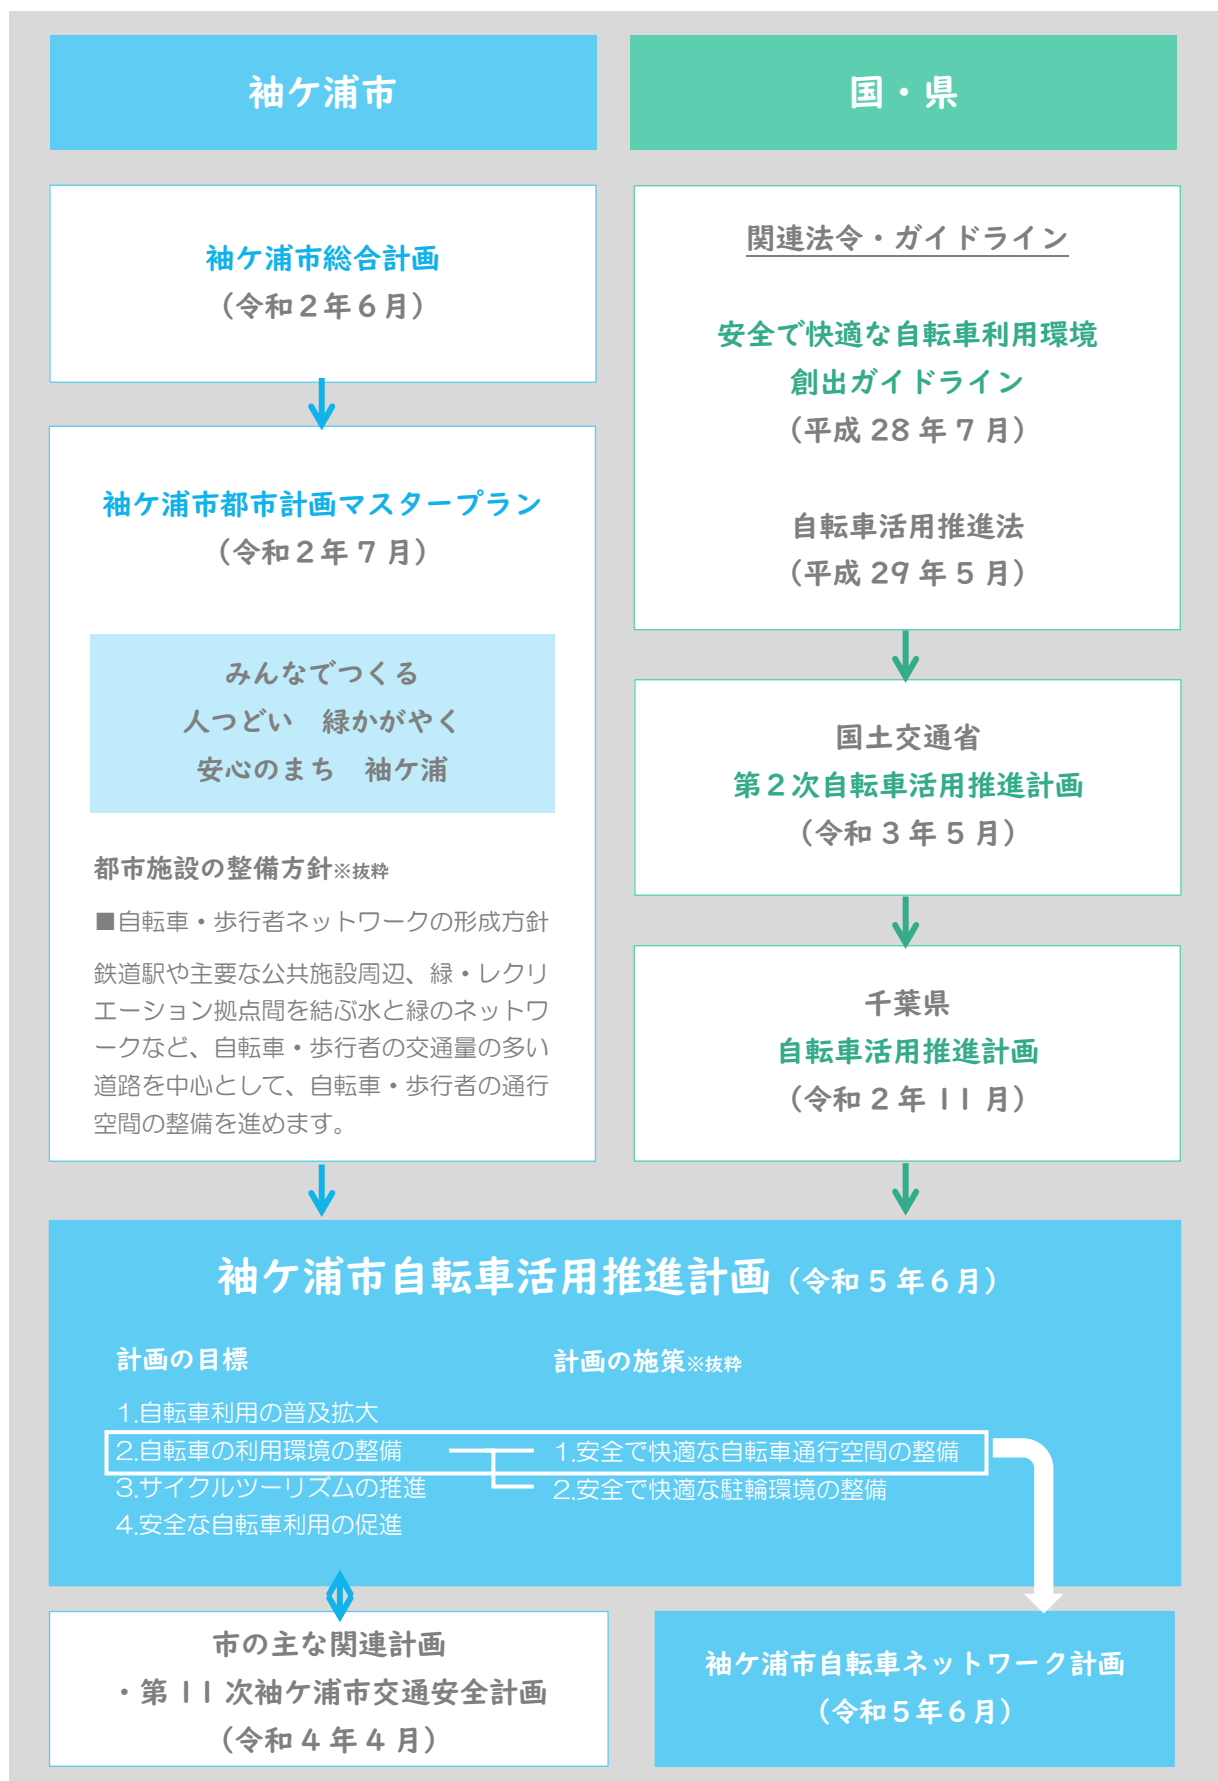 袖ケ浦市
袖ケ浦市総合計画
（令和２年６月）
袖ケ浦市都市計画マスタープラン
（令和２年７月）
みんなでつくる
人つどい　緑かがやく
安心のまち　袖ケ浦
都市施設の整備方針※抜粋
■自転車・歩行者ネットワークの形成方針
鉄道駅や主要な公共施設周辺、緑・レクリ
エーション拠点間を結ぶ水と緑のネットワ
ークなど、自転車・歩行者の交通量の多い
道路を中心として、自転車・歩行者の通行
空間の整備を進めます。
国・県
関連法令・ガイドライン
安全で快適な自転車利用環境
創出ガイドライン
（平成 28 年 7 月）
自転車活用推進法
（平成 29 年 5 月）
国土交通省
第２次自転車活用推進計画
（令和 3 年 5 月）
千葉県
自転車活用推進計画
（令和 2 年 11 月）
袖ケ浦市自転車活用推進計画（令和 5 年 6 月）
計画の目標
1.自転車利用の普及拡大
2.自転車の利用環境の整備
3.サイクルツーリズムの推進
4.安全な自転車利用の促進
計画の施策※抜粋
1.安全で快適な自転車通行空間の整備
2.安全で快適な駐輪環境の整備
市の主な関連計画
・第 11 次袖ケ浦市交通安全計画
（令和 4 年 4 月）
袖ケ浦市自転車ネットワーク計画
（令和５年６月）